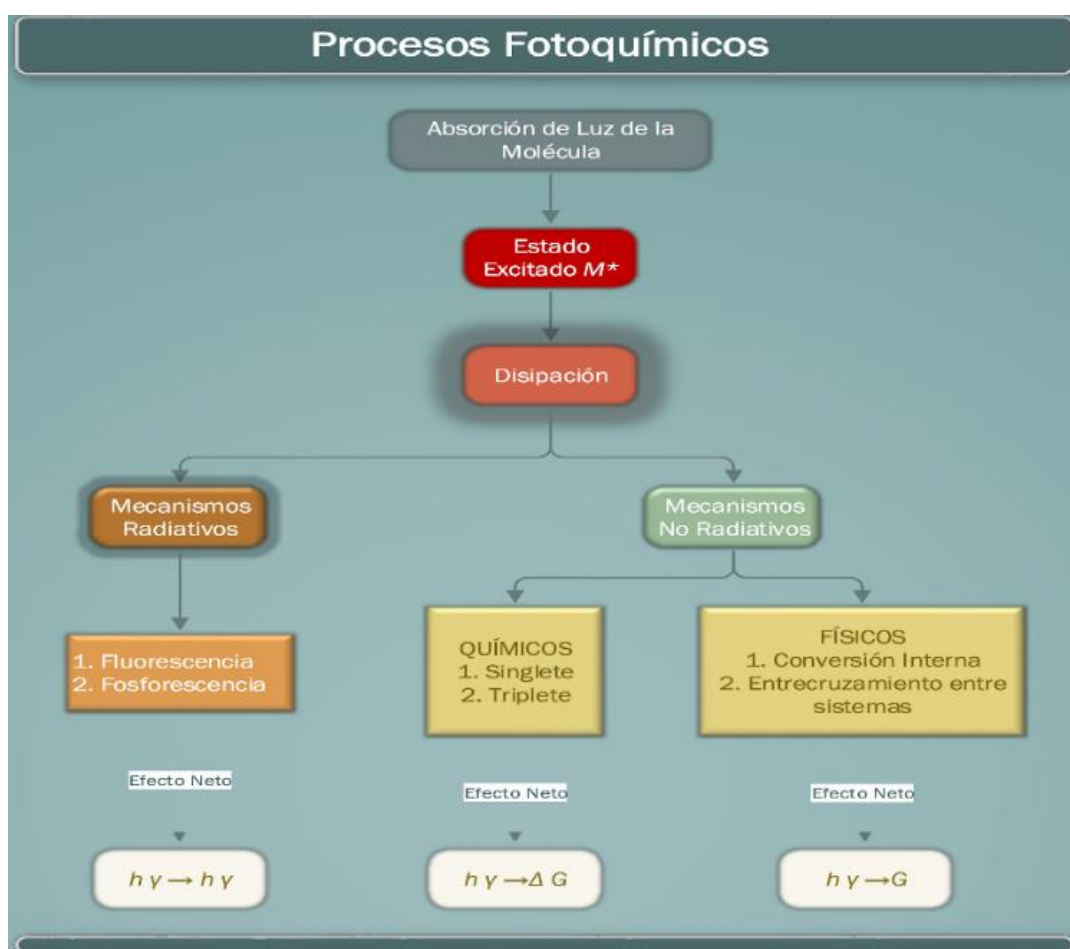 Procesos Fotoquímicos
Absorción de Luz de la
Molécula
Estado
Excitado M*
Disipación
Mecanismos
Radiativos
Mecanismos
No Radiativos
1. Fluorescencia
2. Fosforescencia
QUÍMICOS
1. Singlete
2. Triplete
FÍSICOS
1. Conversión Interna
2. Entrecruzamiento entre
sistemas
Efecto Neto
Efecto Neto
Efecto Neto
h γ → h γ
h γ →Δ G
h γ →G